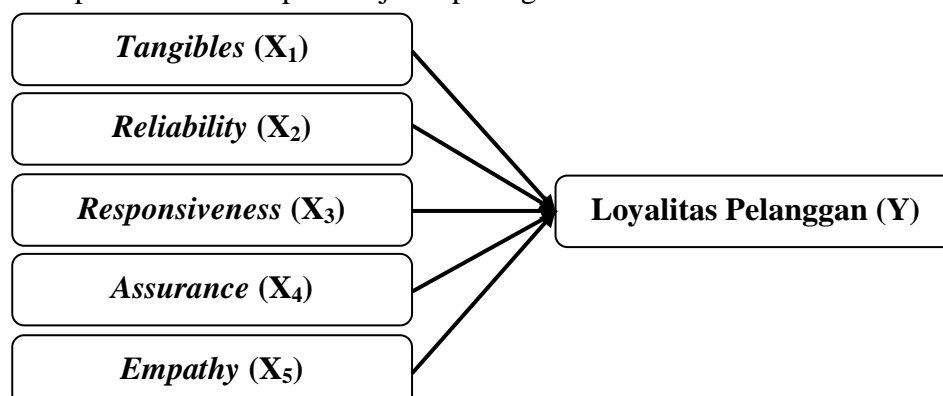 Tangibles (X₁)
Reliability (X₂)
Responsiveness (X₃)
Loyalitas Pelanggan (Y)
Assurance (X₄)
Empathy (X₅)